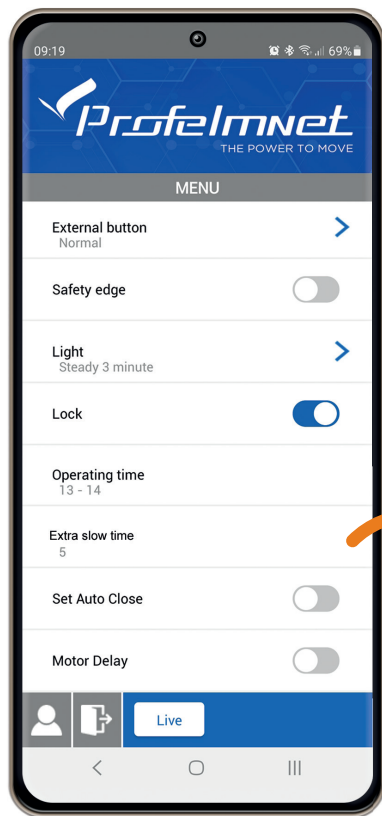 09:19 69%
Profelmnet
THE POWER TO MOVE
MENU
External button
Normal
Safety edge
Light
Steady 3 minute
Lock
Operating time
13 - 14
Extra slow time
5
Set Auto Close
Motor Delay
Live